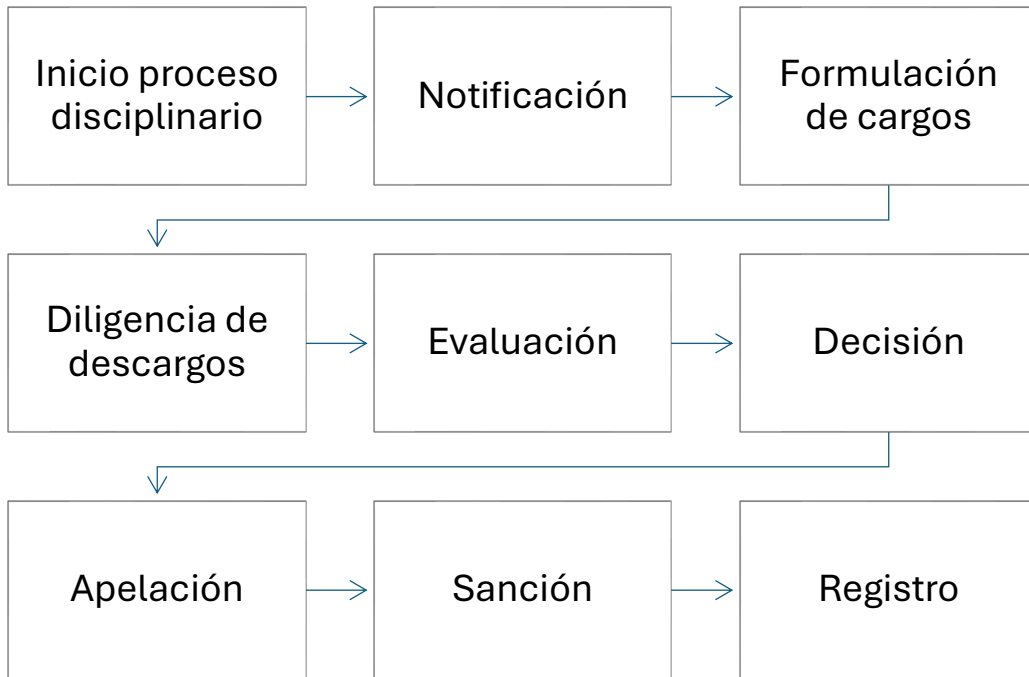 Inicio proceso
disciplinario
Notificación
Formulación
de cargos
Diligencia de
descargos
Evaluación
Decisión
Apelación
Sanción
Registro